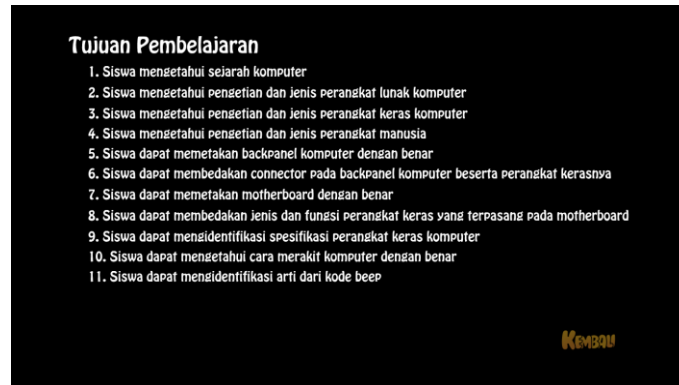 Tujuan Pembelajaran
1. Siswa mengetahui sejarah komputer
2. Siswa mengetahui pengetian dan jenis perangkat lunak komputer
3. Siswa mengetahui pengetian dan jenis perangkat keras komputer
4. Siswa mengetahui pengetian dan jenis perangkat manusia
5. Siswa dapat memetakan backpanel komputer dengan benar
6. Siswa dapat membedakan connector pada backpanel komputer beserta perangkat kerasnya
7. Siswa dapat memetakan motherboard dengan benar
8. Siswa dapat membedakan jenis dan fungsi perangkat keras yang terpasang pada motherboard
9. Siswa dapat mengidentifikasi spesifikasi perangkat keras komputer
10. Siswa dapat mengetahui cara merakit komputer dengan benar
11. Siswa dapat mengidentifikasi arti dari kode beep
KEMBALI